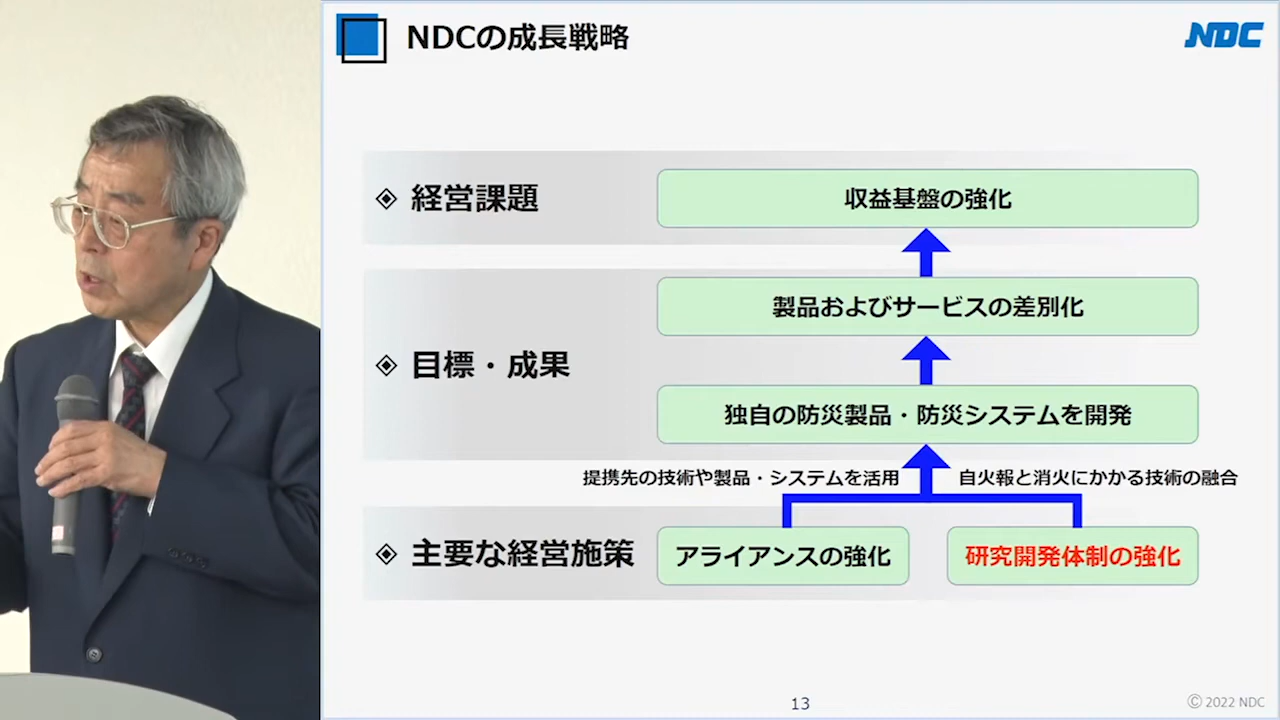 NDCの成長戦略
NDC
◈ 経営課題
収益基盤の強化
製品およびサービスの差別化
◈ 目標・成果
独自の防災製品・防災システムを開発
提携先の技術や製品・システムを活用
自火報と消火にかかる技術の融合
◈ 主要な経営施策
アライアンスの強化
研究開発体制の強化
13
© 2022 NDC